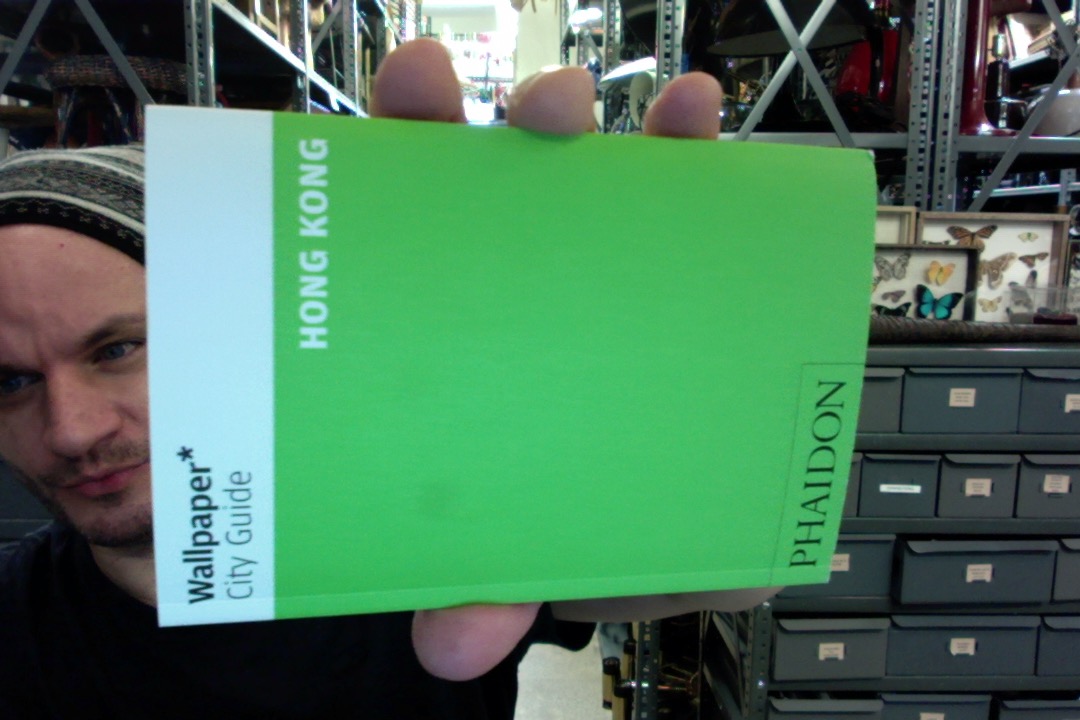 Wallpaper*
City Guide
HONG KONG
PHAIDON